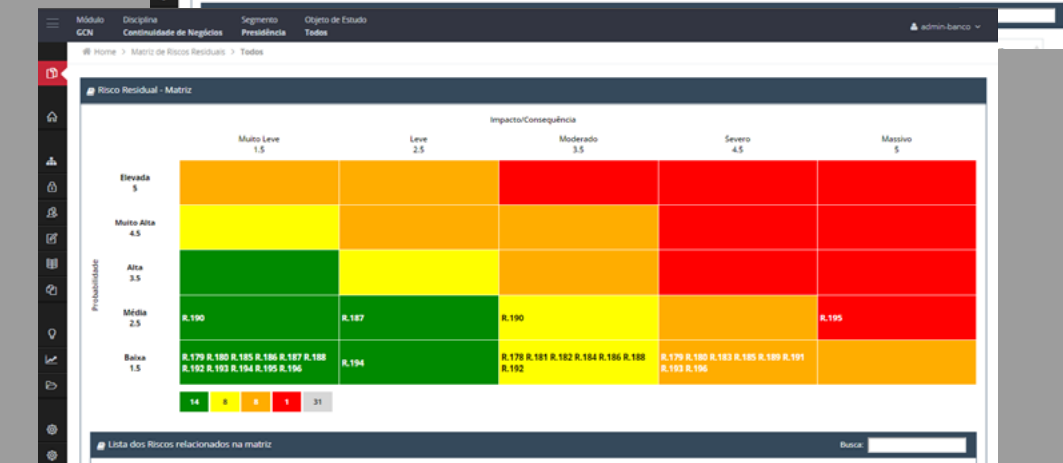 Módulo Disciplina Segmento Objeto de Estudo
GCN Continuidade de Negócios Presidência Todos
admin-banco
Home > Matriz de Riscos Residuais > Todos
Risco Residual - Matriz
Impacto/Consequência
Muito Leve Leve Moderado Severo Massivo
1.5 2.5 3.5 4.5 5
Probabilidade
Elevada
5
Muito Alta
4.5
Alta
3.5
Média
2.5
R.190 R.187 R.190 R.195
Baixa
1.5
R.179 R.180 R.185 R.186 R.187 R.188
R.192 R.193 R.194 R.195 R.196
R.194
R.178 R.181 R.182 R.184 R.186 R.188
R.192
R.179 R.180 R.183 R.185 R.189 R.191
R.193 R.196
14 8 8 1 31
Lista dos Riscos relacionados na matriz Busca: